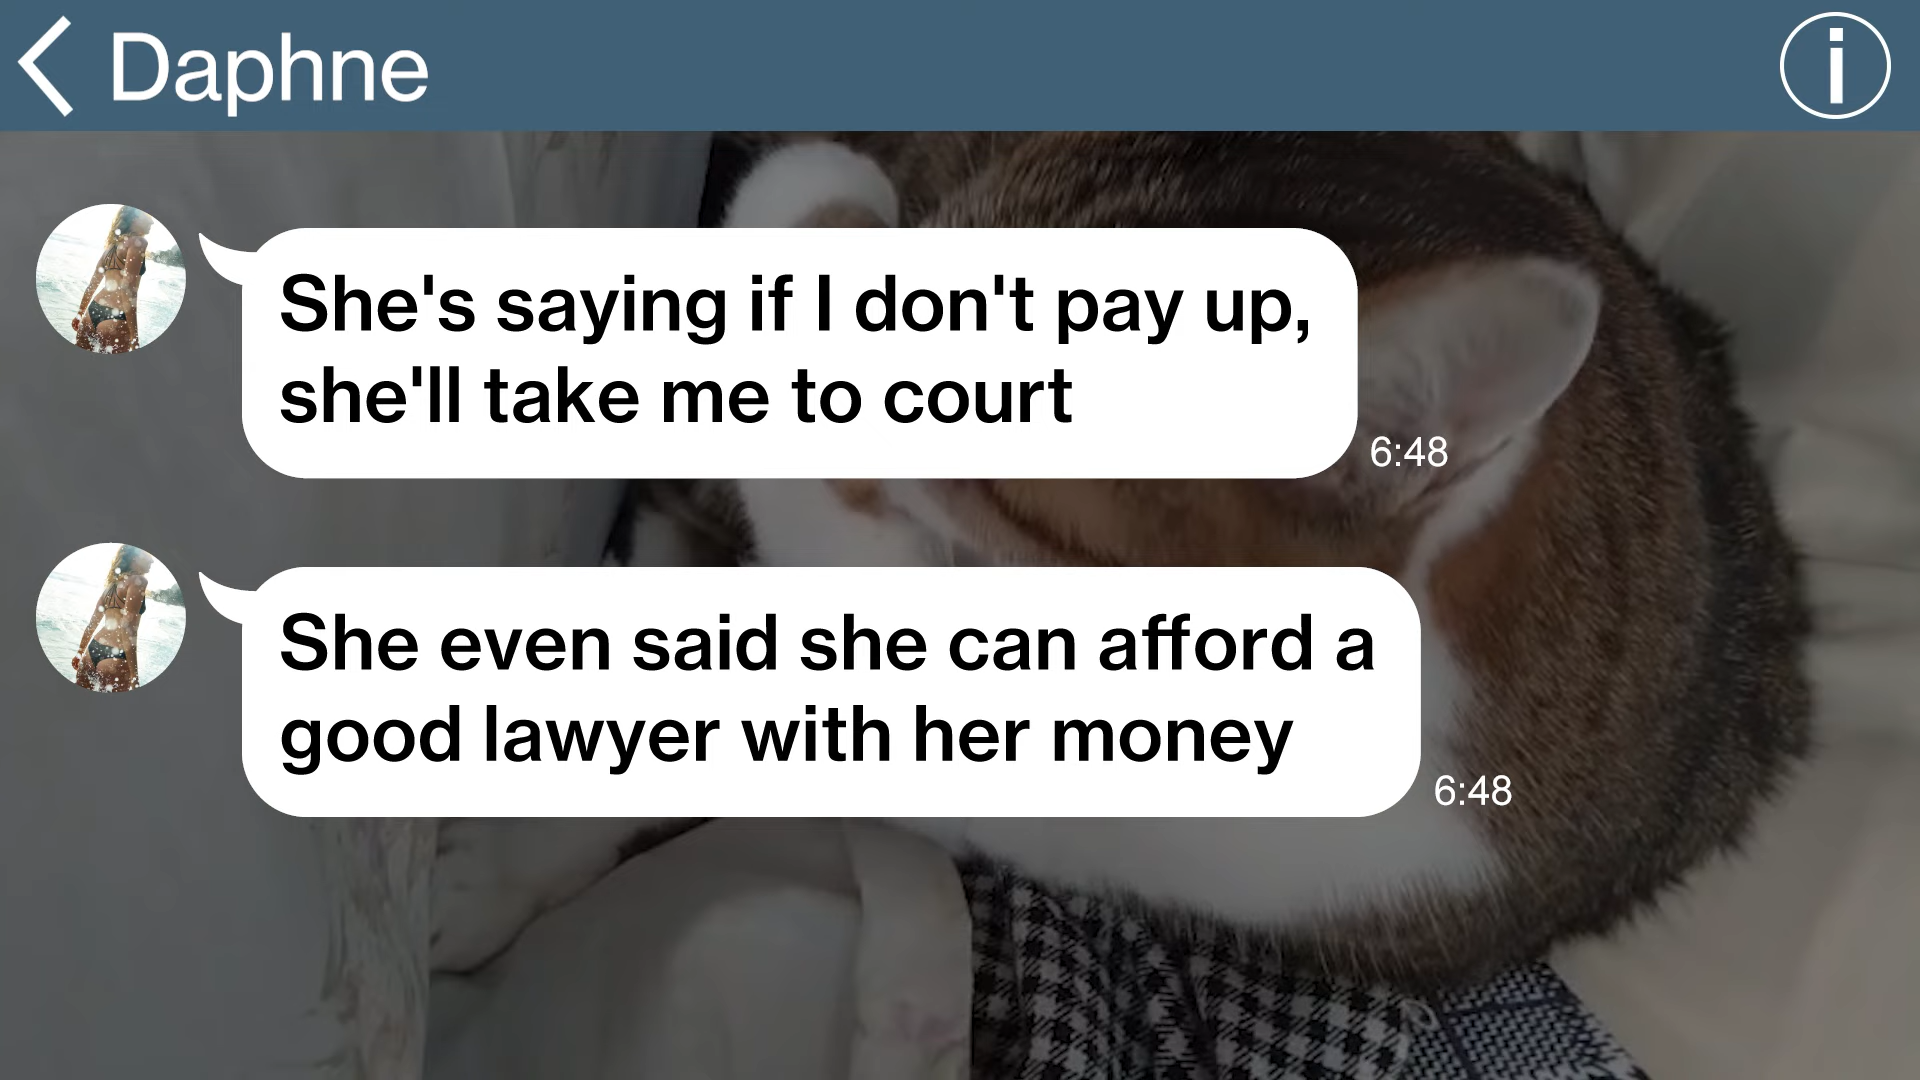 Daphne
She's saying if I don't pay up,
she'll take me to court
6:48
She even said she can afford a
good lawyer with her money
6:48